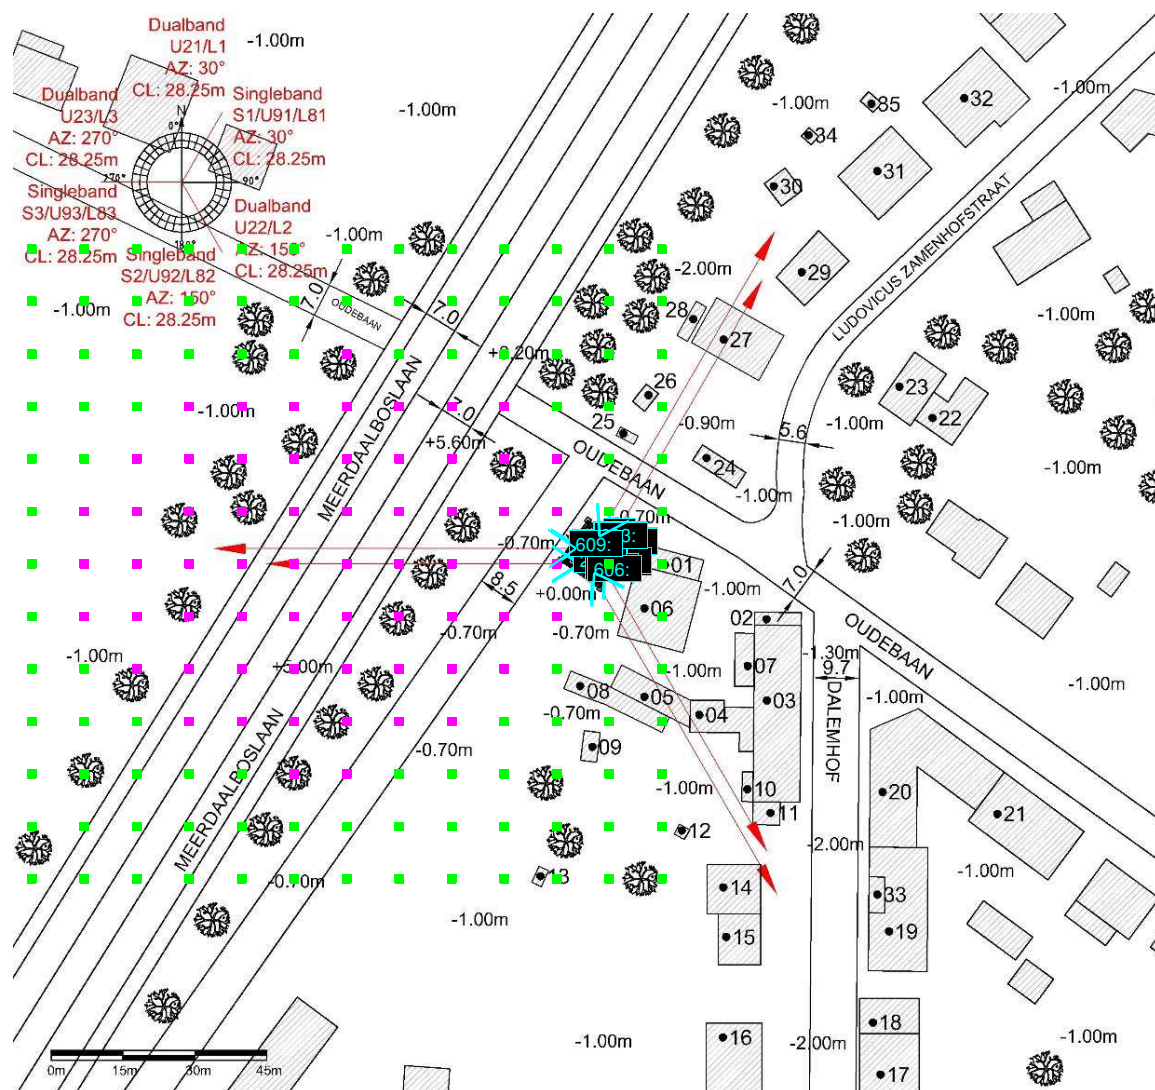 Dualband
U21/L1
AZ: 30°
CL: 28.25m
Dualband
U23/L3
AZ: 270°
CL: 28.25m
Singleband
S1/U91/L81
AZ: 30°
CL: 28.25m
N
0°
90°
180°
270°
Singleband
S3/U93/L83
AZ: 270°
CL: 28.25m
Dualband
U22/L2
AZ: 150°
CL: 28.25m
Singleband
S2/U92/L82
AZ: 150°
CL: 28.25m
-1.00m
-1.00m
-1.00m
-1.00m
85
32
34
31
30
-1.00m
-2.00m
29
LUDOVICUS ZAMENHOFSTRAAT
-1.00m
7.0
OUDEBAAN
7.0
28
27
-1.00m
+3.20m
MEERDAALBOSLAAN
26
23
22
-1.00m
7.0
25
-0.90m
5.6
-1.00m
+5.60m
OUDEBAAN
24
-1.00m
-1.00m
-0.70m
-1.00m
-0.70m
609:
606:
01
8.5
+0.00m
-1.00m
7.0
06
-0.70m
-0.70m
02
OUDEBAAN
-1.00m
+5.00m
-1.00m
07
-1.30m
9.7
08
05
03
-1.00m
-1.00m
-0.70m
04
DALEMHOF
MEERDAALBOSLAAN
-0.70m
09
-1.00m
10
20
11
21
12
-2.00m
13
-0.70m
14
-1.00m
33
-1.00m
15
19
18
16
-1.00m
-2.00m
-1.00m
17
0m
15m
30m
45m